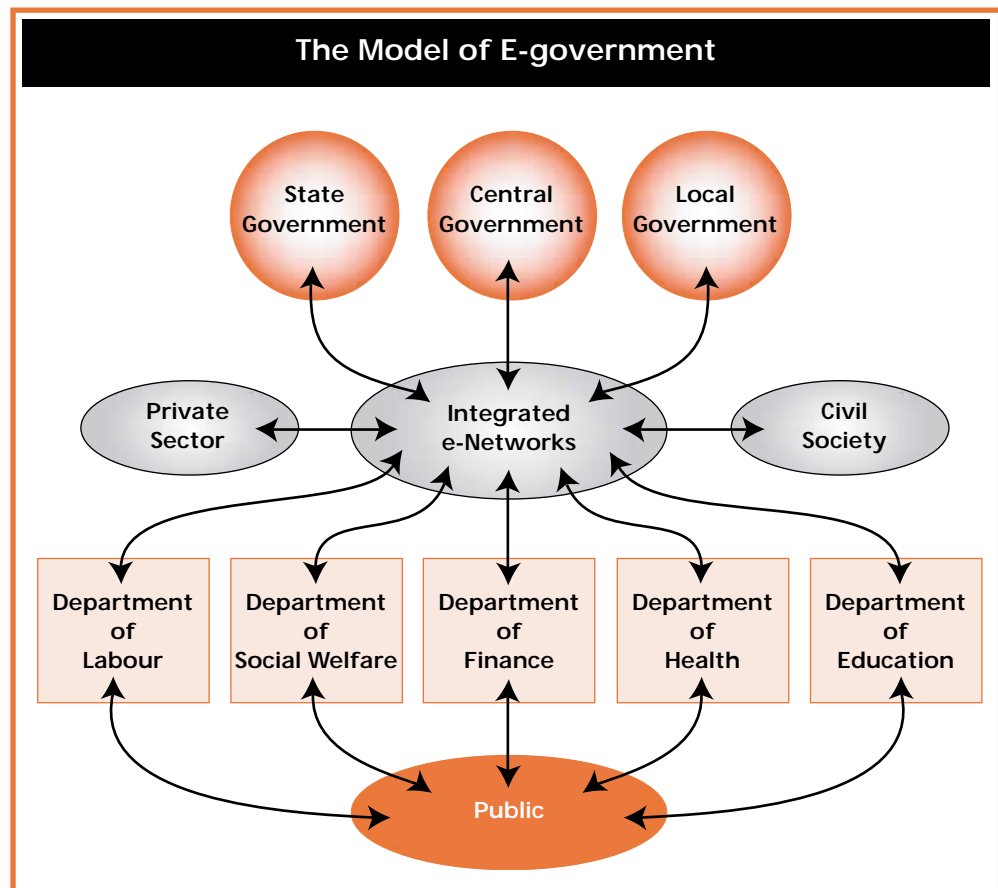 The Model of E-government
State
Government
Central
Government
Local
Government
Private
Sector
Integrated
e-Networks
Civil
Society
Department
of
Labour
Department
of
Social Welfare
Department
of
Finance
Department
of
Health
Department
of
Education
Public